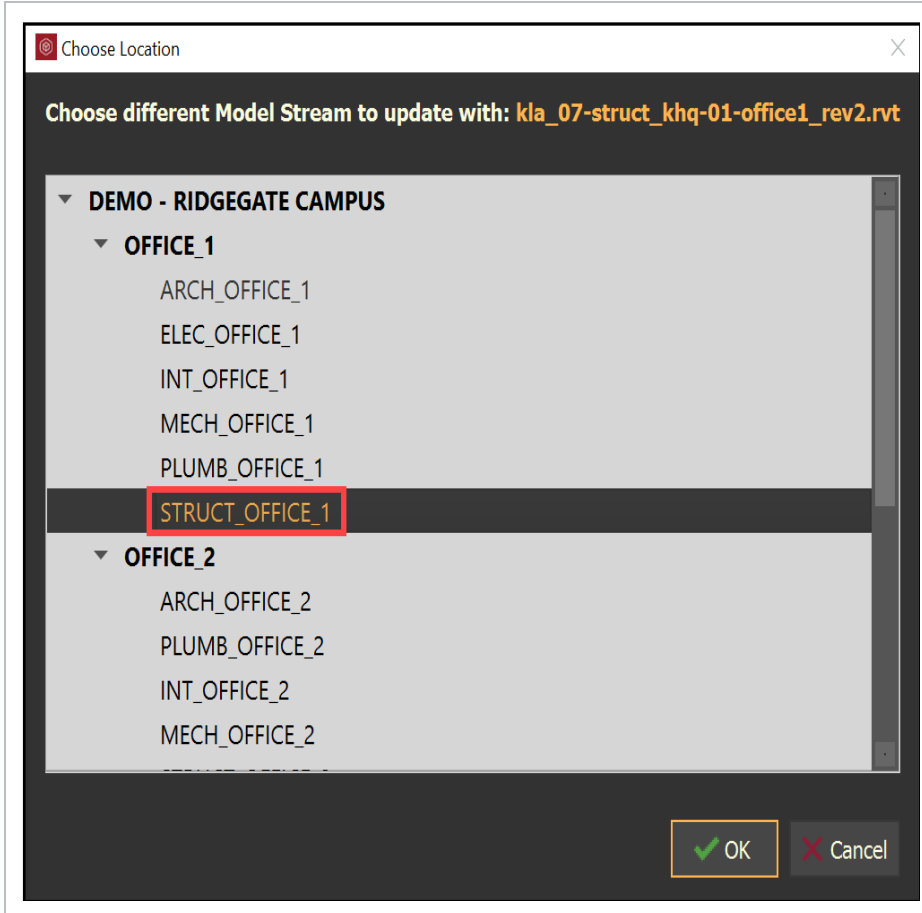 Choose Location
Choose different Model Stream to update with: kla_07-struct_khq-01-office1_rev2.rvt
DEMO - RIDGEGATE CAMPUS
OFFICE_1
ARCH_OFFICE_1
ELEC_OFFICE_1
INT_OFFICE_1
MECH_OFFICE_1
PLUMB_OFFICE_1
STRUCT_OFFICE_1
OFFICE_2
ARCH_OFFICE_2
PLUMB_OFFICE_2
INT_OFFICE_2
MECH_OFFICE_2
OK Cancel